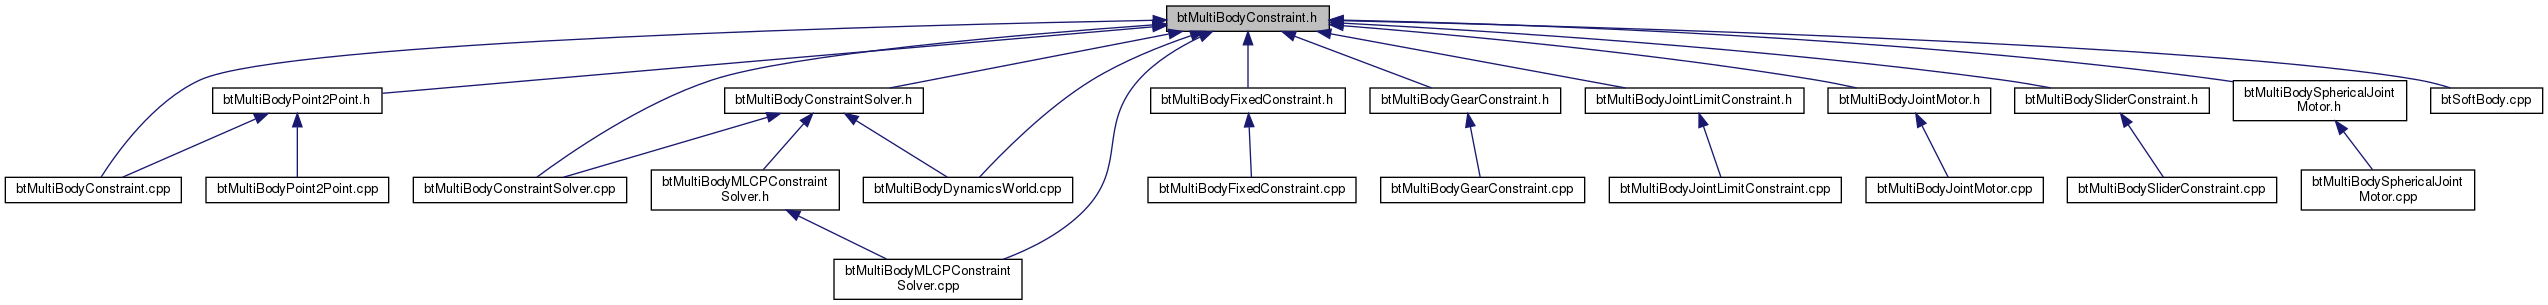 btMultiBodyConstraint.h
btMultiBodyPoint2Point.h
btMultiBodyConstraintSolver.h
btMultiBodyFixedConstraint.h
btMultiBodyGearConstraint.h
btMultiBodyJointLimitConstraint.h
btMultiBodyJointMotor.h
btMultiBodySliderConstraint.h
btMultiBodySphericalJoint
Motor.h
btSoftBody.cpp
btMultiBodyConstraint.cpp
btMultiBodyPoint2Point.cpp
btMultiBodyConstraintSolver.cpp
btMultiBodyMLCPConstraint
Solver.h
btMultiBodyDynamicsWorld.cpp
btMultiBodyFixedConstraint.cpp
btMultiBodyGearConstraint.cpp
btMultiBodyJointLimitConstraint.cpp
btMultiBodyJointMotor.cpp
btMultiBodySliderConstraint.cpp
btMultiBodySphericalJoint
Motor.cpp
btMultiBodyMLCPConstraint
Solver.cpp